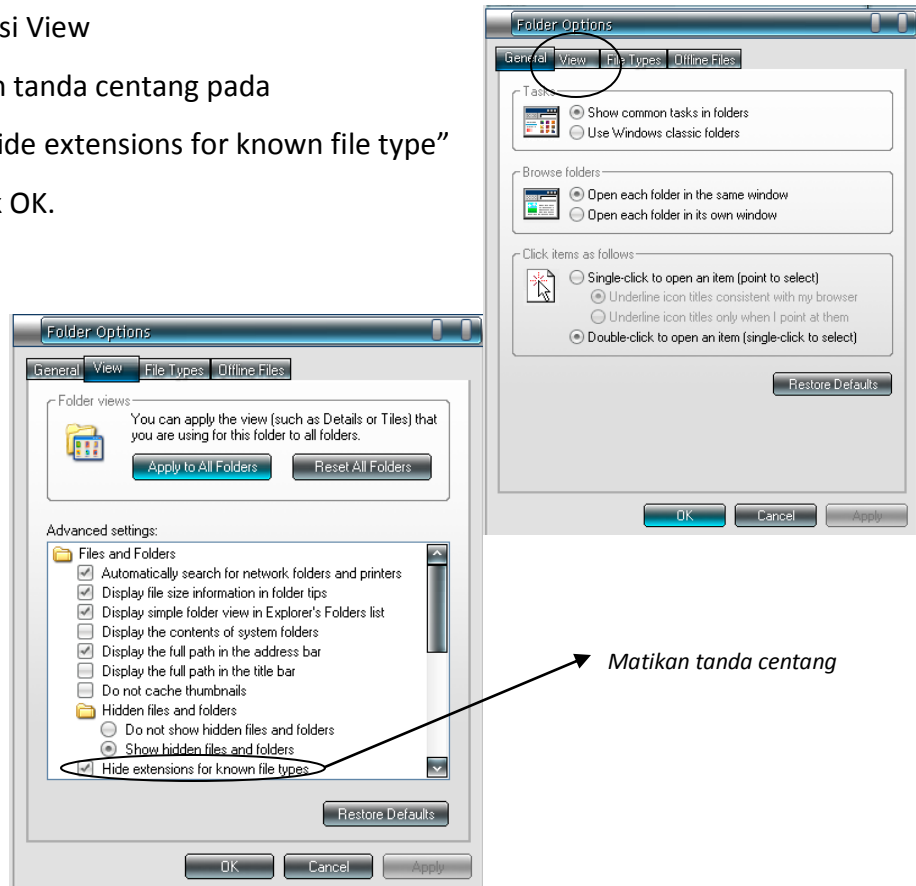 si View
n tanda centang pada
ide extensions for known file type”
OK.
Folder Options
General View File Types Offline Files
Tasks
Show common tasks in folders
Use Windows classic folders
Browse folders
Open each folder in the same window
Open each folder in its own window
Click items as follows
Single-click to open an item (point to select)
Underline icon titles consistent with my browser
Underline icon titles only when I point at them
Double-click to open an item (single-click to select)
Restore Defaults
OK Cancel Apply
Folder Options
General View File Types Offline Files
Folder views
You can apply the view (such as Details or Tiles) that
you are using for this folder to all folders.
Apply to All Folders Reset All Folders
Advanced settings:
Files and Folders
Automatically search for network folders and printers
Display file size information in folder tips
Display simple folder view in Explorer's Folders list
Display the contents of system folders
Display the full path in the address bar
Display the full path in the title bar
Do not cache thumbnails
Hidden files and folders
Do not show hidden files and folders
Show hidden files and folders
Hide extensions for known file types
Restore Defaults
OK Cancel Apply
Matikan tanda centang